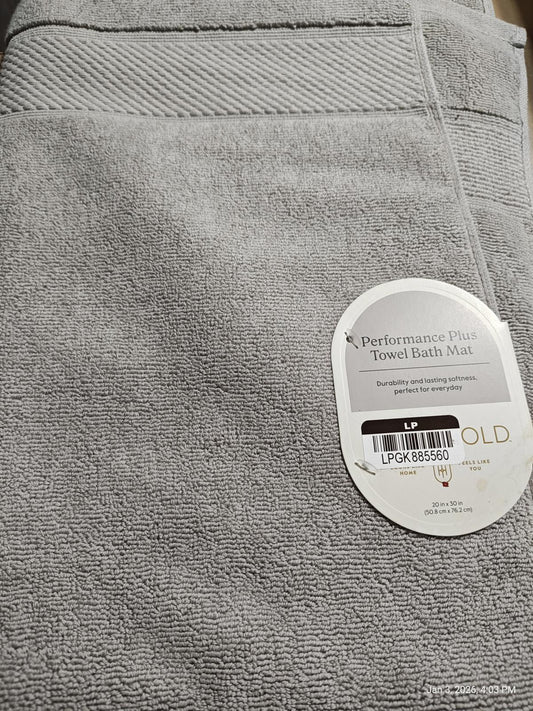 Performance Plus
Towel Bath Mat
Durability and lasting softness,
perfect for everyday
LP
LPGK885560
OLD™
FEELS LIKE
HOME
YOU
20 in x 30 in
(50.8 cm x 76.2 cm)
Jan 3, 2026, 4:03 PM